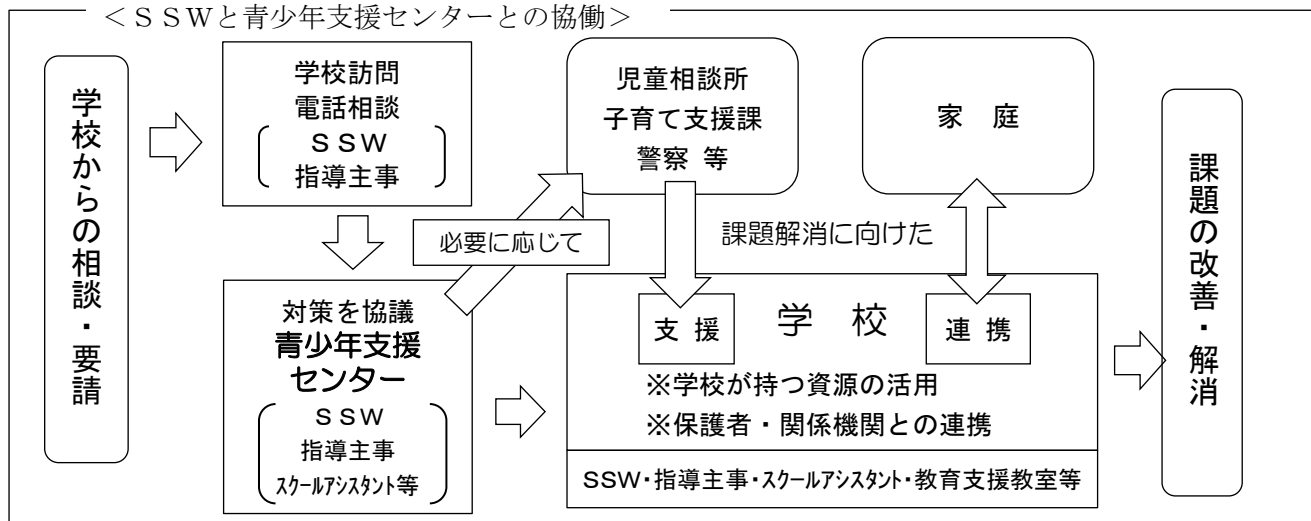 ＜ＳＳＷと青少年支援センターとの協働＞
学校からの相談・要請
学校訪問
電話相談
ＳＳＷ
指導主事
対策を協議
青少年支援
センター
ＳＳＷ
指導主事
ｽｸｰﾙｱｼｽﾀﾝﾄ等
必要に応じて
児童相談所
子育て支援課
警察 等
家　庭
課題解消に向けた
支 援
学　校
連 携
※学校が持つ資源の活用
※保護者・関係機関との連携
SSW・指導主事・ｽｸｰﾙｱｼｽﾀﾝﾄ・教育支援教室等
課題の改善・解消